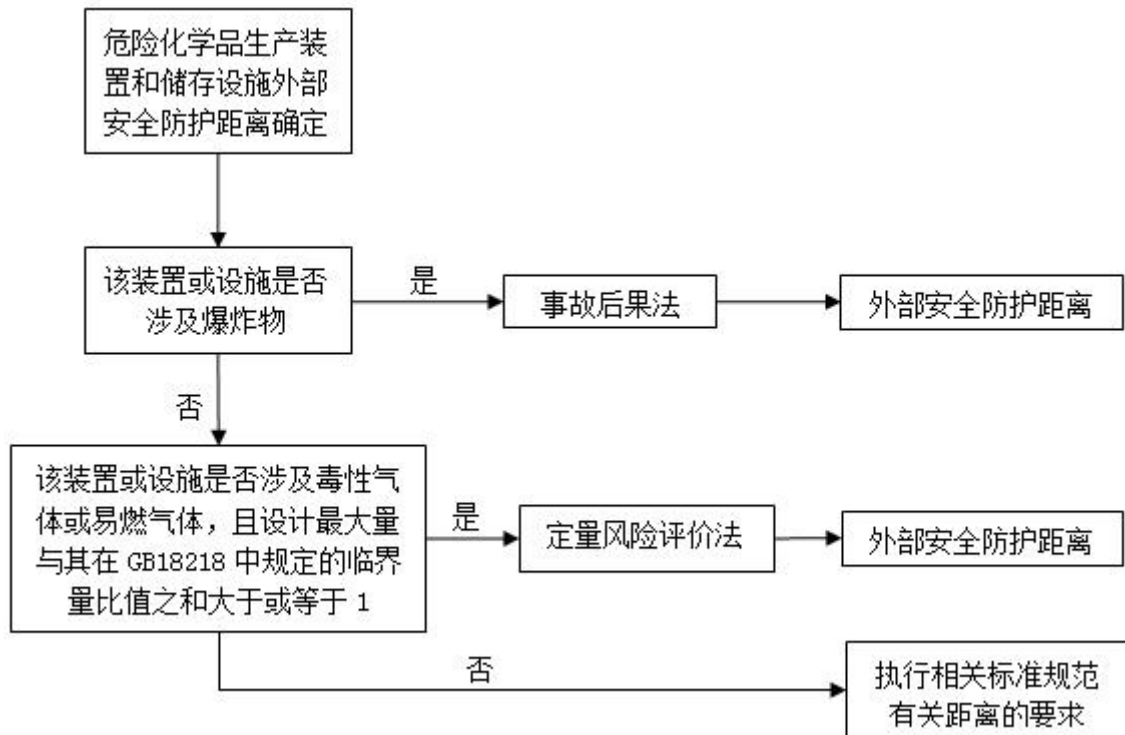 危险化学品生产装
置和储存设施外部
安全防护距离确定
该装置或设施是否
涉及爆炸物
是
事故后果法
外部安全防护距离
否
该装置或设施是否涉及毒性气
体或易燃气体，且设计最大量
与其在 GB18218 中规定的临界
量比值之和大于或等于 1
是
定量风险评价法
外部安全防护距离
否
执行相关标准规范
有关距离的要求